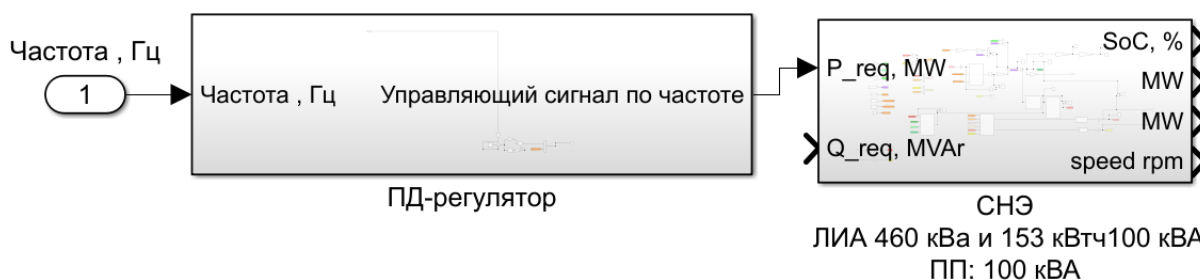 Частота , Гц
1
Частота , Гц
Управляющий сигнал по частоте
ПД-регулятор
P_req, MW
Q_req, MVAr
SoC, %
MW
MW
speed rpm
СНЭ
ЛИА 460 кВа и 153 кВтч100 кВА
ПП: 100 кВА